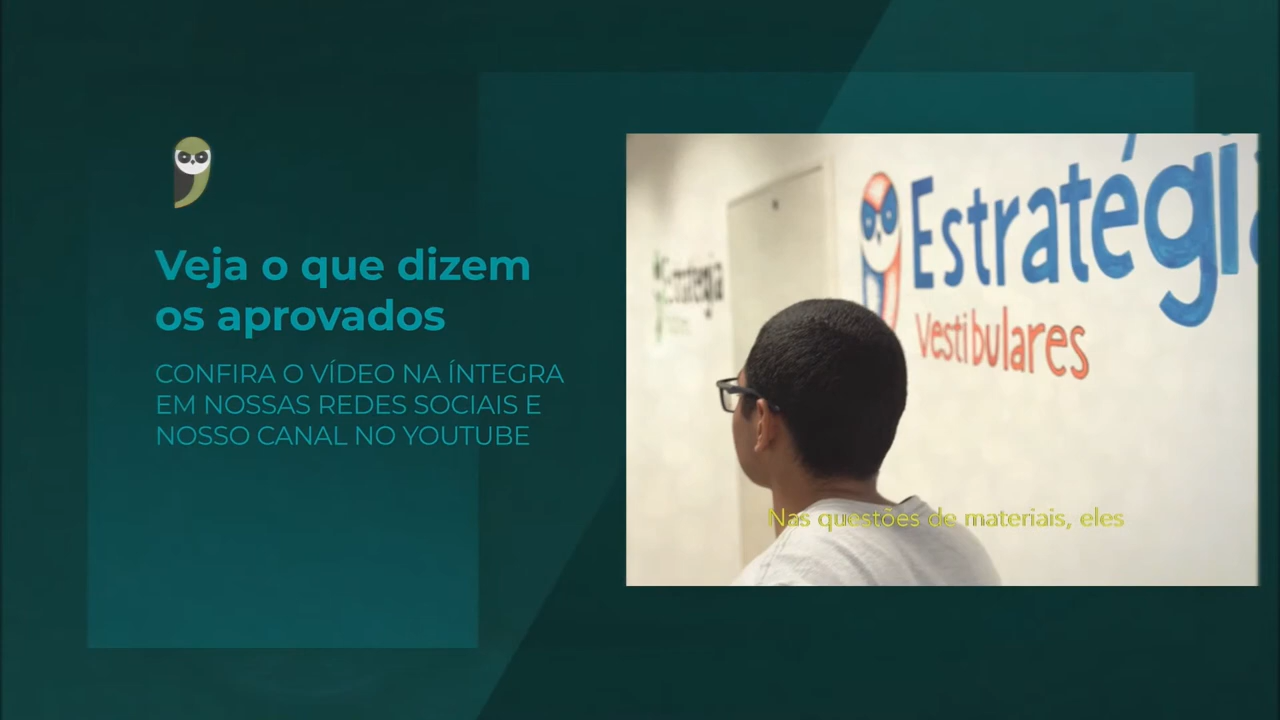 Veja o que dizem
os aprovados
CONFIRA O VÍDEO NA ÍNTEGRA
EM NOSSAS REDES SOCIAIS E
NOSSO CANAL NO YOUTUBE
Estratégia
Estratégia
Vestibulares
Nas questões de materiais, eles